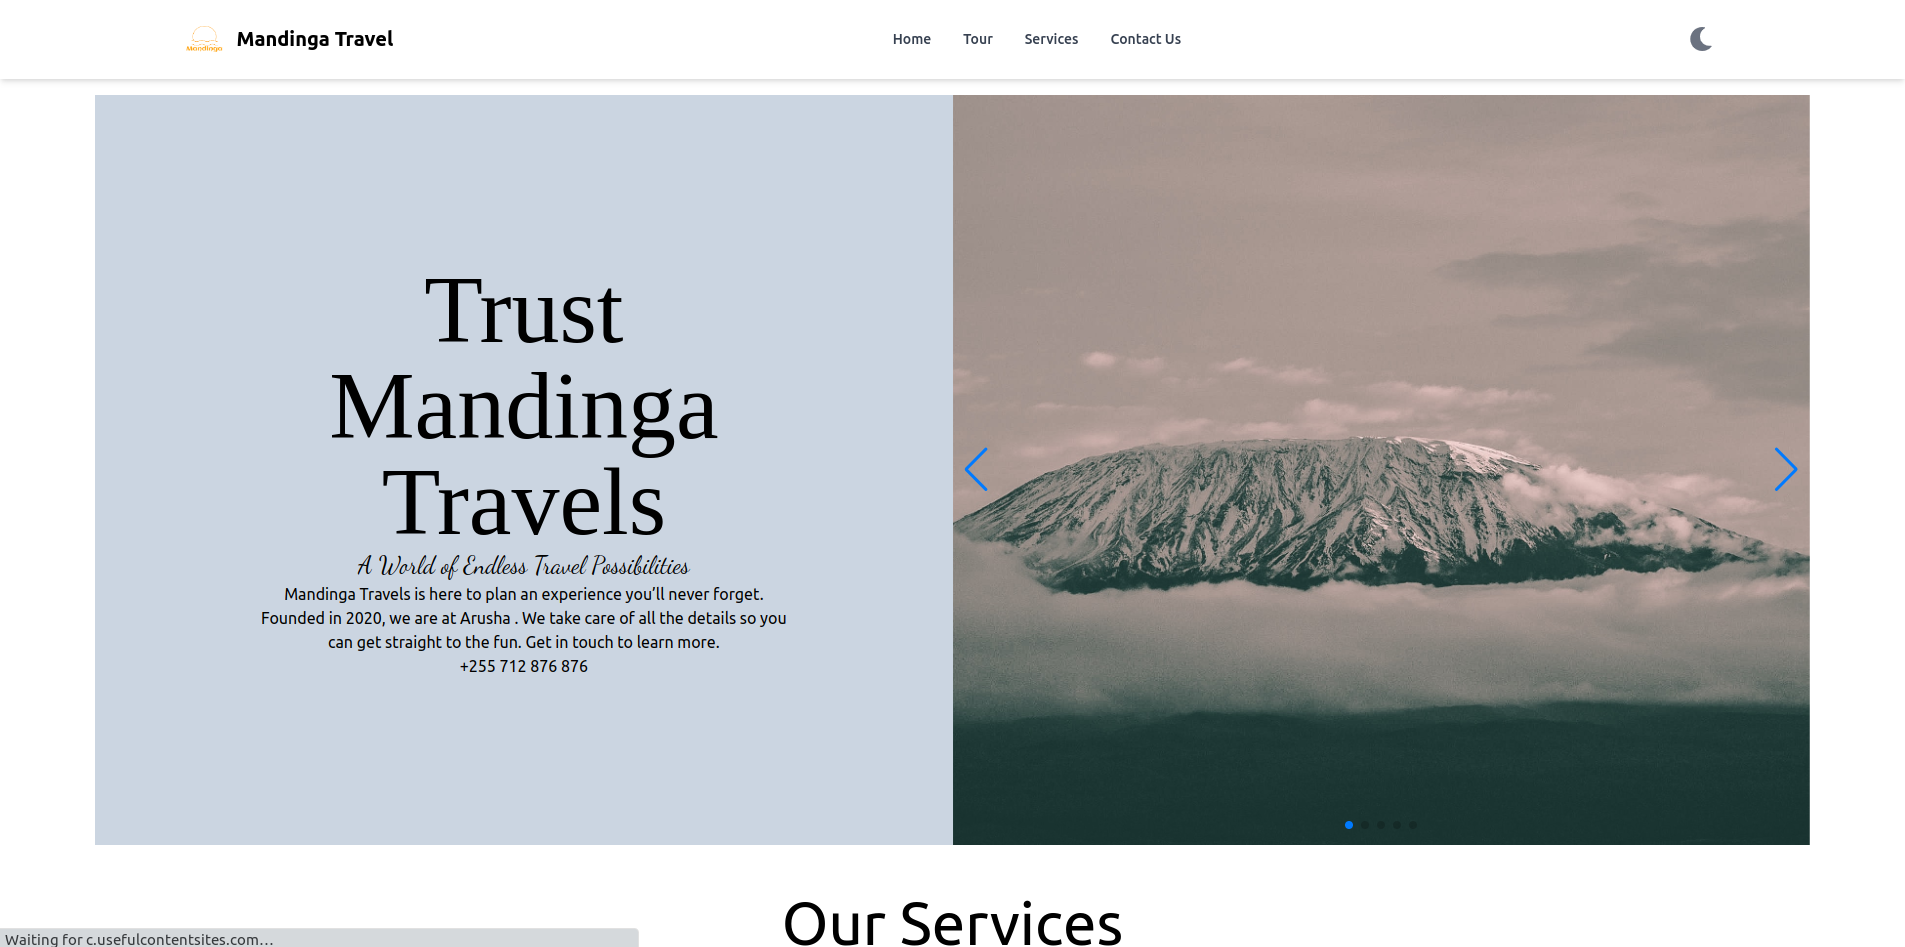 Mandinga
Mandinga Travel
Home
Tour
Services
Contact Us
Trust
Mandinga
Travels
A World of Endless Travel Possibilities
Mandinga Travels is here to plan an experience you’ll never forget.
Founded in 2020, we are at Arusha . We take care of all the details so you
can get straight to the fun. Get in touch to learn more.
+255 712 876 876
Our Services
Waiting for c.usefulcontentsites.com…